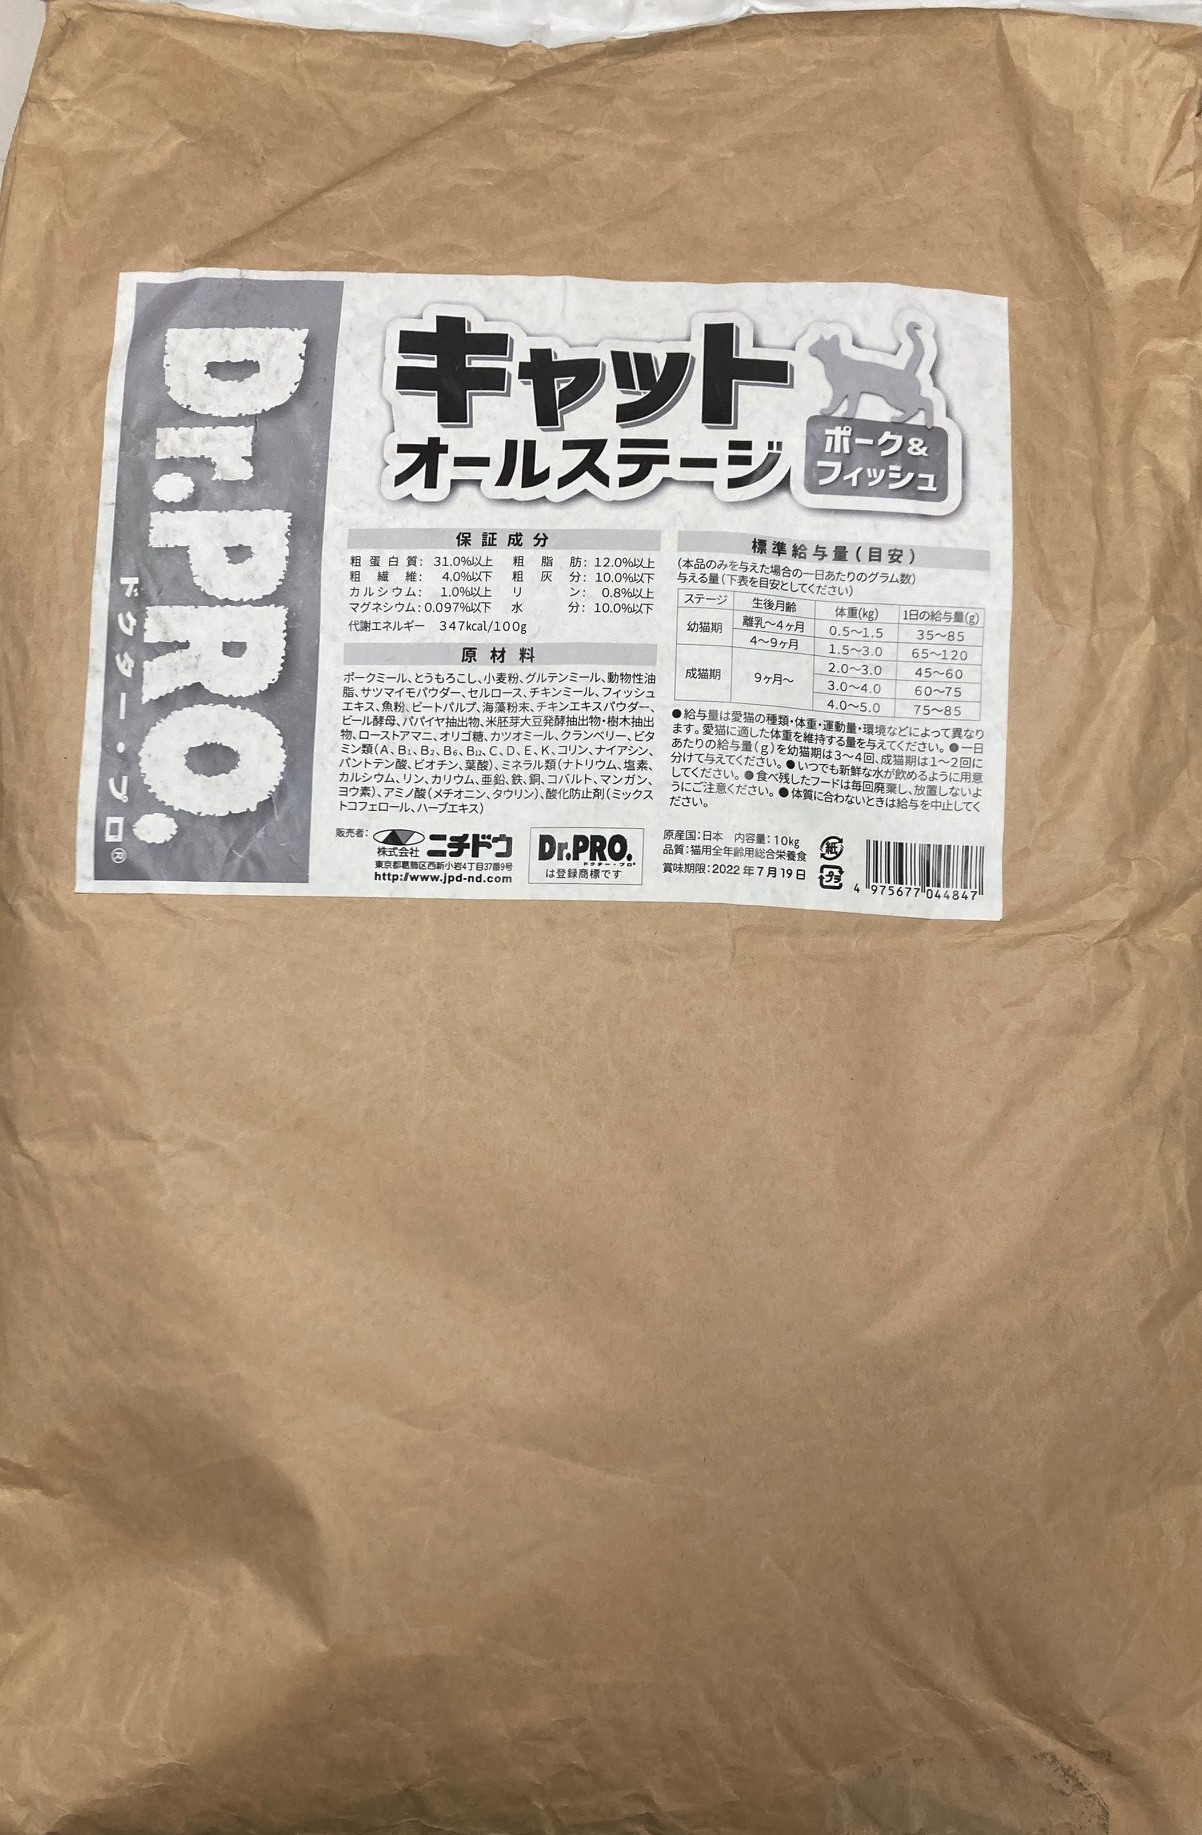 Dr.PRO.
ドクター・プロ®
キャット
オールステージ
ポーク&
フィッシュ
保証成分
粗蛋白質: 31.0%以上 粗脂肪: 12.0%以上
粗繊維: 4.0%以下 粗灰分: 10.0%以下
カルシウム: 1.0%以上 リン: 0.8%以上
マグネシウム: 0.097%以下 水分: 10.0%以下
代謝エネルギー 347kcal/100g
原材料
ポークミール、とうもろこし、小麦粉、グルテンミール、動物性油
脂、サツマイモパウダー、セルロース、チキンミール、フィッシュ
エキス、魚粉、ビートパルプ、海藻粉末、チキンエキスパウダー、
ビール酵母、パパイヤ抽出物、米胚芽大豆発酵抽出物・樹木抽出
物、ローストアマニ、オリゴ糖、カツオミール、クランベリー、ビタ
ミン類(A、B₁、B₂、B₆、B₁₂、C、D、E、K、コリン、ナイアシン、
パントテン酸、ビオチン、葉酸)、ミネラル類(ナトリウム、塩素、
カルシウム、リン、カリウム、亜鉛、鉄、銅、コバルト、マンガン、
ヨウ素)、アミノ酸(メチオニン、タウリン)、酸化防止剤(ミックス
トコフェロール、ハーブエキス)
標準給与量(目安)
(本品のみを与えた場合の一日あたりのグラム数)
与える量(下表を目安としてください)
ステージ 生後月齢 体重(kg) 1日の給与量(g)
幼猫期 離乳～4ヶ月 0.5～1.5 35～85
4～9ヶ月 1.5～3.0 65～120
成猫期 9ヶ月～ 2.0～3.0 45～60
3.0～4.0 60～75
4.0～5.0 75～85
●給与量は愛猫の種類・体重・運動量・環境などによって異なり
ます。愛猫に適した体重を維持する量を与えてください。●一日
あたりの給与量(g)を幼猫期は3～4回、成猫期は1～2回に
分けて与えてください。●いつでも新鮮な水が飲めるように用意
してください。●食べ残したフードは毎回廃棄し、放置しないよ
うにご注意ください。●体質に合わないときは給与を中止してく
ださい。
販売者:
株式会社 ニチドウ
東京都葛飾区西新小岩4丁目37番9号
http://www.jpd-nd.com
Dr.PRO.
ドクター・プロ®
は登録商標です
原産国:日本 内容量:10kg
品質:猫用全年齢用総合栄養食
賞味期限:2022年7月19日
紙
プラ
4 975677 044847